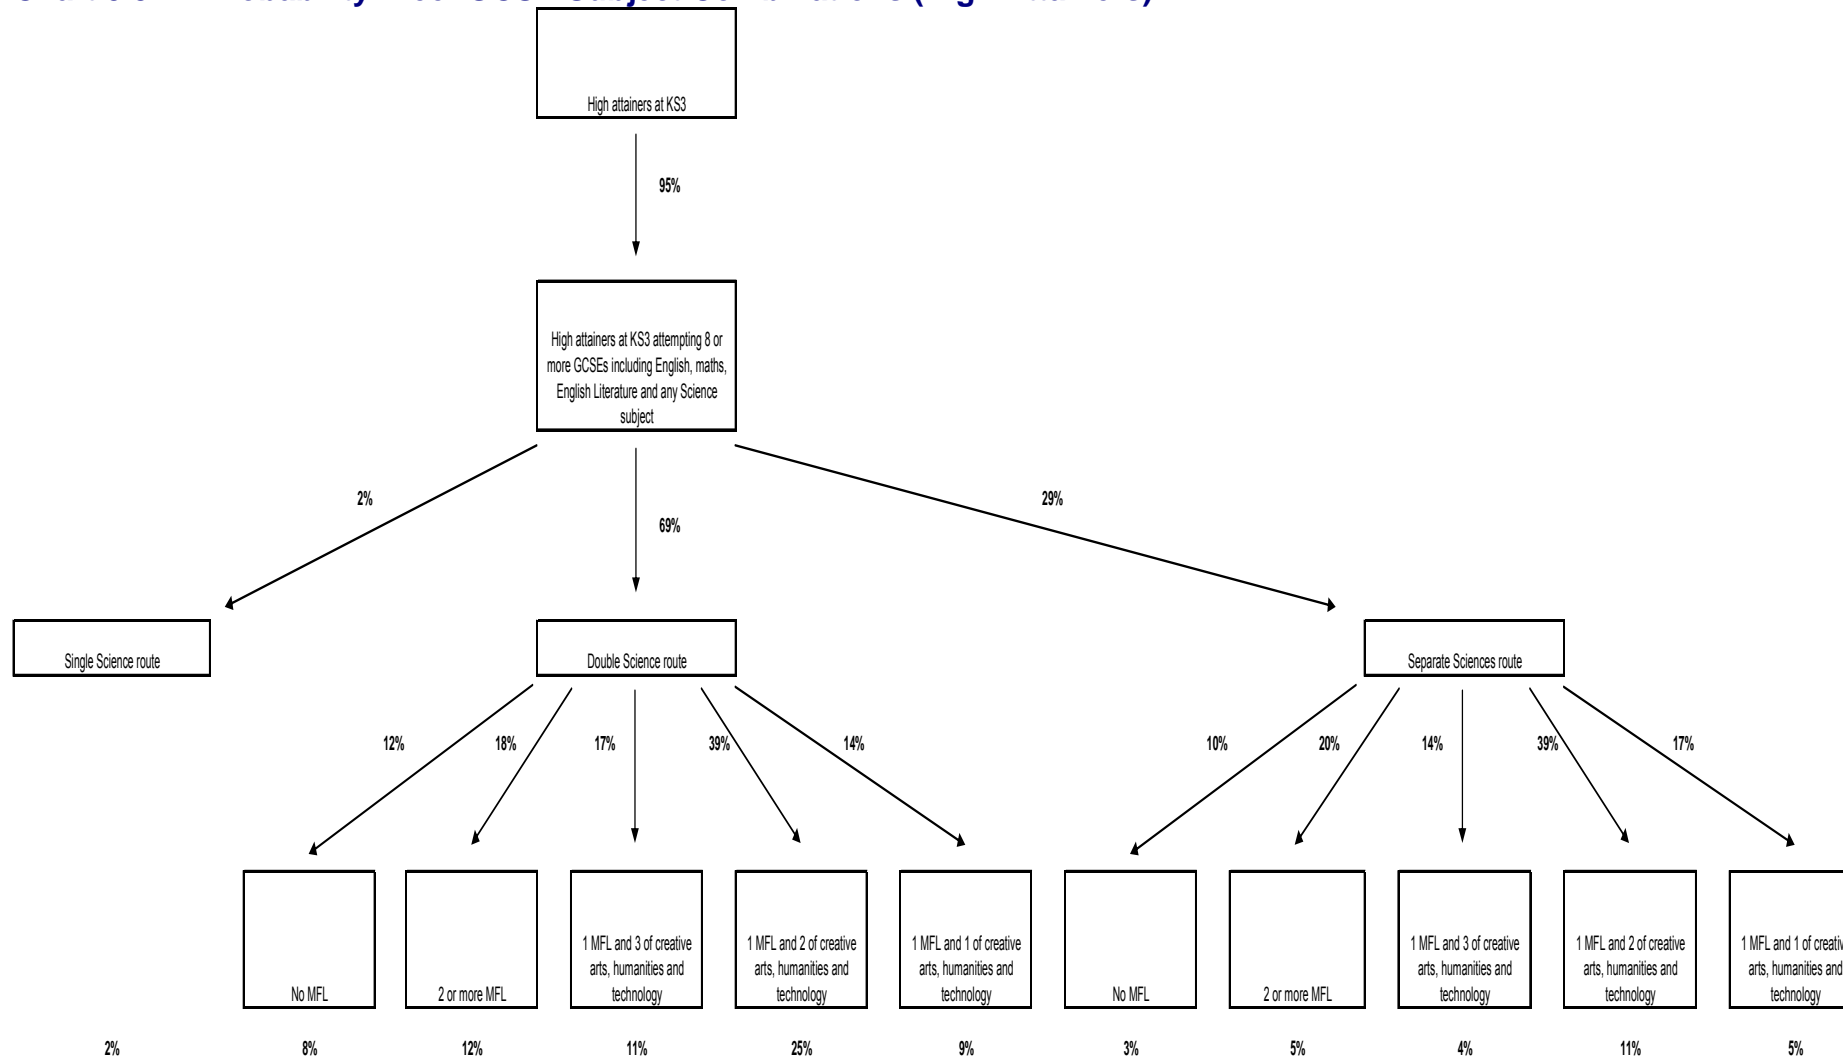 High attainers at KS3
95%
High attainers at KS3 attempting 8 or
more GCSEs including English, maths,
English Literature and any Science
subject
2%
69%
29%
Single Science route
Double Science route
Separate Sciences route
12%
18%
17%
39%
14%
10%
20%
14%
39%
17%
No MFL
2 or more MFL
1 MFL and 3 of creative
arts, humanities and
technology
1 MFL and 2 of creative
arts, humanities and
technology
1 MFL and 1 of creative
arts, humanities and
technology
No MFL
2 or more MFL
1 MFL and 3 of creative
arts, humanities and
technology
1 MFL and 2 of creative
arts, humanities and
technology
1 MFL and 1 of creativ
arts, humanities and
technology
2%
8%
12%
11%
25%
9%
3%
5%
4%
11%
5%